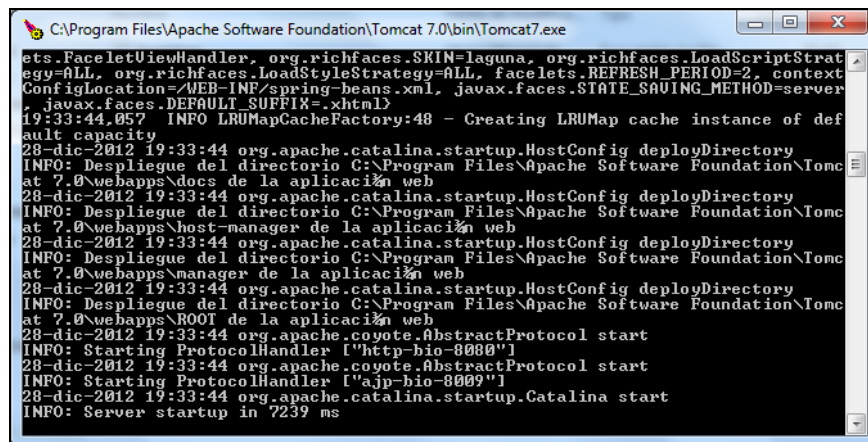 C:\Program Files\Apache Software Foundation\Tomcat 7.0\bin\Tomcat7.exe
ets.FaceletViewHandler, org.richfaces.SKIN=laguna, org.richfaces.LoadScriptStrat
egy=ALL, org.richfaces.LoadStyleStrategy=ALL, facelets.REFRESH_PERIOD=2, context
ConfigLocation=/WEB-INF/spring-beans.xml, javax.faces.STATE_SAVING_METHOD=server
, javax.faces.DEFAULT_SUFFIX=.xhtml}
19:33:44,057  INFO LRUMapCacheFactory:48 - Creating LRUMap cache instance of def
ault capacity
28-dic-2012 19:33:44 org.apache.catalina.startup.HostConfig deployDirectory
INFO: Despliegue del directorio C:\Program Files\Apache Software Foundation\Tomc
at 7.0\webapps\docs de la aplicaci¾n web
28-dic-2012 19:33:44 org.apache.catalina.startup.HostConfig deployDirectory
INFO: Despliegue del directorio C:\Program Files\Apache Software Foundation\Tomc
at 7.0\webapps\host-manager de la aplicaci¾n web
28-dic-2012 19:33:44 org.apache.catalina.startup.HostConfig deployDirectory
INFO: Despliegue del directorio C:\Program Files\Apache Software Foundation\Tomc
at 7.0\webapps\manager de la aplicaci¾n web
28-dic-2012 19:33:44 org.apache.catalina.startup.HostConfig deployDirectory
INFO: Despliegue del directorio C:\Program Files\Apache Software Foundation\Tomc
at 7.0\webapps\ROOT de la aplicaci¾n web
28-dic-2012 19:33:44 org.apache.coyote.AbstractProtocol start
INFO: Starting ProtocolHandler ["http-bio-8080"]
28-dic-2012 19:33:44 org.apache.coyote.AbstractProtocol start
INFO: Starting ProtocolHandler ["ajp-bio-8009"]
28-dic-2012 19:33:44 org.apache.catalina.startup.Catalina start
INFO: Server startup in 7239 ms